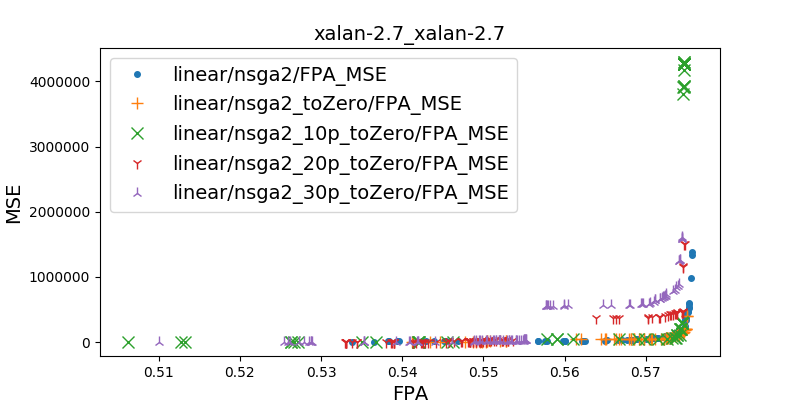 xalan-2.7_xalan-2.7
linear/nsga2/FPA_MSE
linear/nsga2_toZero/FPA_MSE
linear/nsga2_10p_toZero/FPA_MSE
linear/nsga2_20p_toZero/FPA_MSE
linear/nsga2_30p_toZero/FPA_MSE
MSE
4000000
3000000
2000000
1000000
0
0.51 0.52 0.53 0.54 0.55 0.56 0.57
FPA